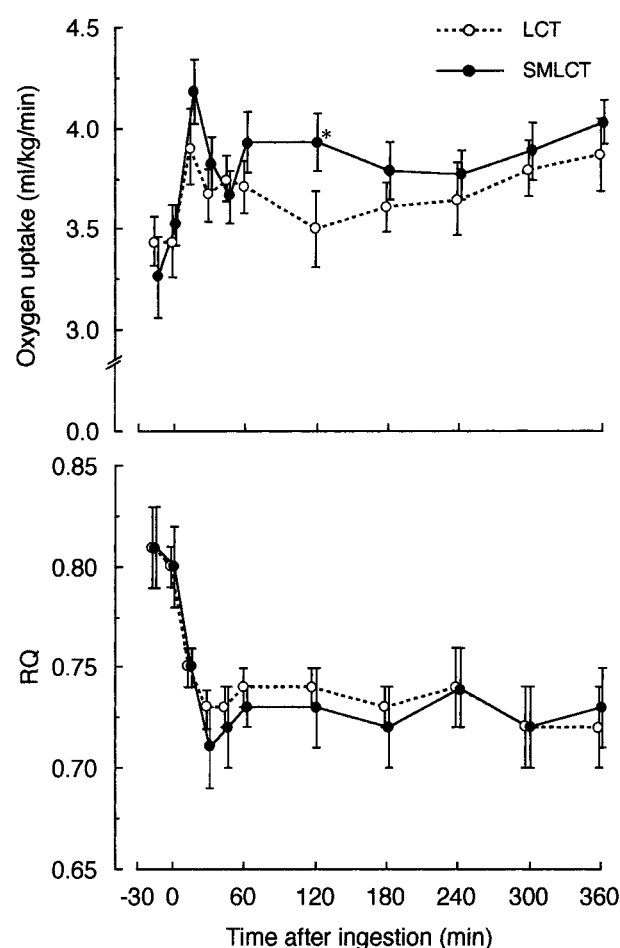 4.5
LCT
SMLCT
4.0
*
3.5
3.0
0.0
Oxygen uptake (ml/kg/min)
0.85
0.80
0.75
0.70
0.65
RQ
-30 0 60 120 180 240 300 360
Time after ingestion (min)